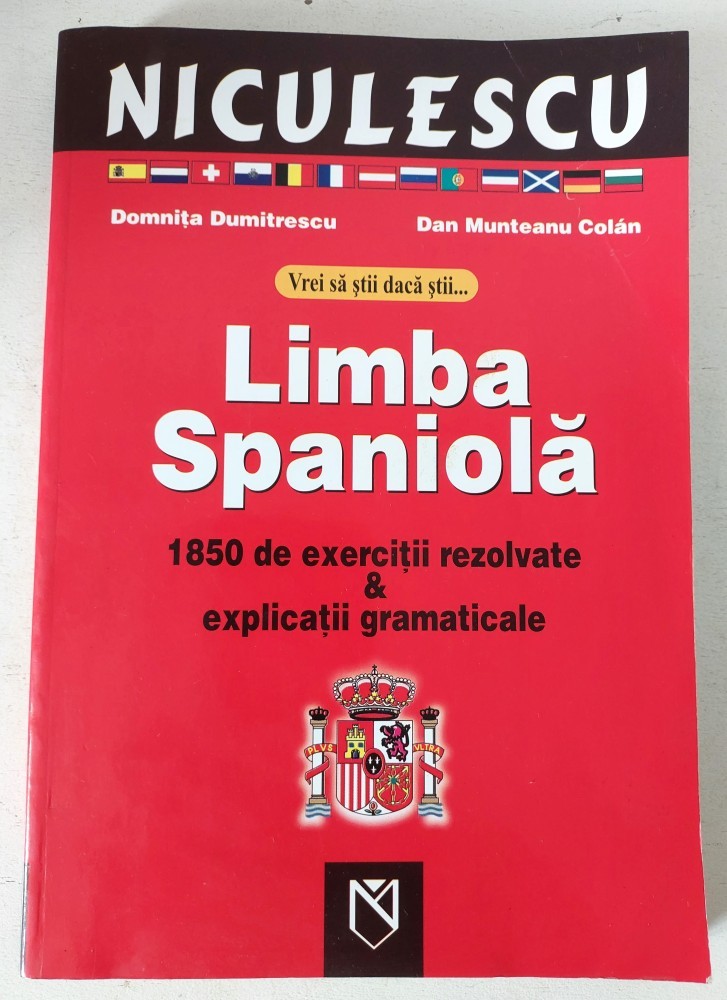 NICULESCU
Domnița Dumitrescu
Dan Munteanu Colán
Vrei să știi dacă știi...
Limba
Spaniolă
1850 de exerciții rezolvate
&
explicații gramaticale
PLVS VLTRA